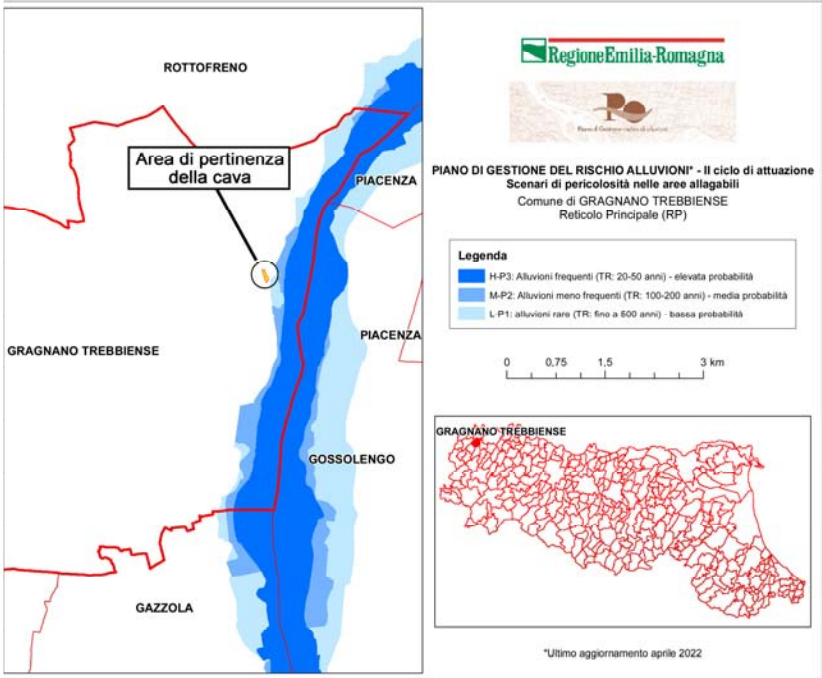 ROTTOFRENO
Area di pertinenza
della cava
PIACENZA
PIACENZA
GRAGNANO TREBBIENSE
GOSSOLENGO
GAZZOLA
RegioneEmilia-Romagna
PO
PIANO DI GESTIONE DEL RISCHIO ALLUVIONI* - II ciclo di attuazione
Scenari di pericolosità nelle aree allagabili
Comune di GRAGNANO TREBBIENSE
Reticolo Principale (RP)
Legenda
H-P3: Alluvioni frequenti (TR: 20-50 anni) - elevata probabilità
M-P2: Alluvioni meno frequenti (TR: 100-200 anni) - media probabilità
L-P1: alluvioni rare (TR: fino a 500 anni) - bassa probabilità
0 0,75 1,5 3 km
GRAGNANO TREBBIENSE
*Ultimo aggiornamento aprile 2022